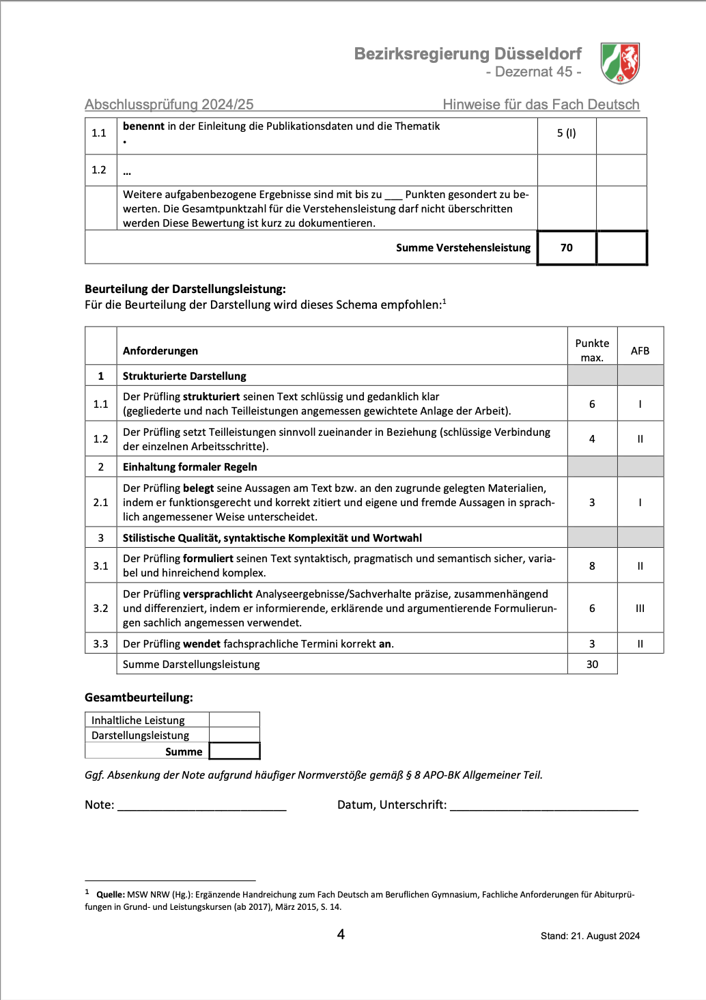 Bezirksregierung Düsseldorf
- Dezernat 45 -
Abschlussprüfung 2024/25 Hinweise für das Fach Deutsch
1.1 benennt in der Einleitung die Publikationsdaten und die Thematik 5 (I)
•
1.2 ...
Weitere aufgabenbezogene Ergebnisse sind mit bis zu ___ Punkten gesondert zu be-
werten. Die Gesamtpunktzahl für die Verstehensleistung darf nicht überschritten
werden Diese Bewertung ist kurz zu dokumentieren.
Summe Verstehensleistung 70
Beurteilung der Darstellungsleistung:
Für die Beurteilung der Darstellung wird dieses Schema empfohlen:1
Anforderungen Punkte max. AFB
1 Strukturierte Darstellung
1.1 Der Prüfling strukturiert seinen Text schlüssig und gedanklich klar
(gegliederte und nach Teilleistungen angemessen gewichtete Anlage der Arbeit). 6 I
1.2 Der Prüfling setzt Teilleistungen sinnvoll zueinander in Beziehung (schlüssige Verbindung
der einzelnen Arbeitsschritte). 4 II
2 Einhaltung formaler Regeln
2.1 Der Prüfling belegt seine Aussagen am Text bzw. an den zugrunde gelegten Materialien,
indem er funktionsgerecht und korrekt zitiert und eigene und fremde Aussagen in sprach-
lich angemessener Weise unterscheidet. 3 I
3 Stilistische Qualität, syntaktische Komplexität und Wortwahl
3.1 Der Prüfling formuliert seinen Text syntaktisch, pragmatisch und semantisch sicher, varia-
bel und hinreichend komplex. 8 II
3.2 Der Prüfling versprachlicht Analyseergebnisse/Sachverhalte präzise, zusammenhängend
und differenziert, indem er informierende, erklärende und argumentierende Formulierun-
gen sachlich angemessen verwendet. 6 III
3.3 Der Prüfling wendet fachsprachliche Termini korrekt an. 3 II
Summe Darstellungsleistung 30
Gesamtbeurteilung:
Inhaltliche Leistung
Darstellungsleistung
Summe
Ggf. Absenkung der Note aufgrund häufiger Normverstöße gemäß § 8 APO-BK Allgemeiner Teil.
Note: __________________________ Datum, Unterschrift: _____________________________
1 Quelle: MSW NRW (Hg.): Ergänzende Handreichung zum Fach Deutsch am Beruflichen Gymnasium, Fachliche Anforderungen für Abiturprü-
fungen in Grund- und Leistungskursen (ab 2017), März 2015, S. 14.
4 Stand: 21. August 2024